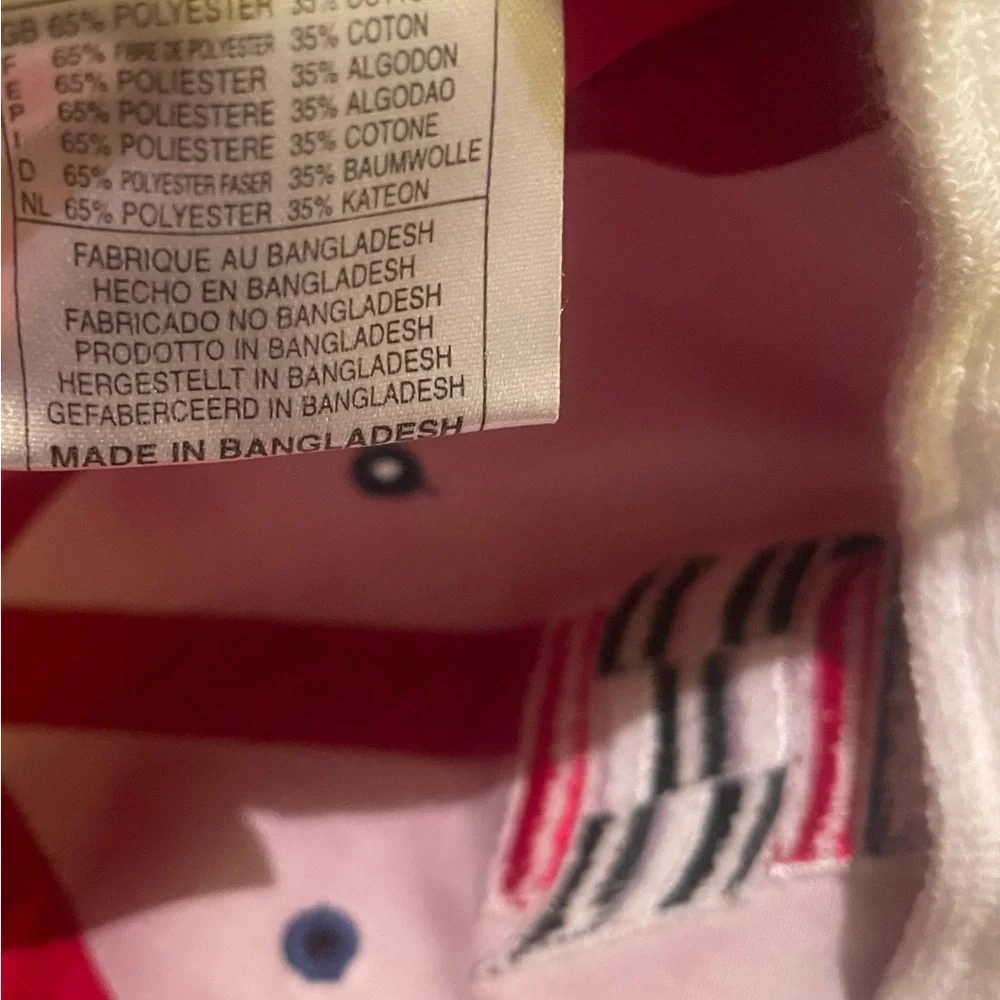 GB 65% POLYESTER 35% COTTON
F 65% FIBRE DE POLYESTER 35% COTON
E 65% POLIESTER 35% ALGODON
P 65% POLIESTERE 35% ALGODAO
I 65% POLIESTERE 35% COTONE
D 65% POLYESTER FASER 35% BAUMWOLLE
NL 65% POLYESTER 35% KATEON
FABRIQUE AU BANGLADESH
HECHO EN BANGLADESH
FABRICADO NO BANGLADESH
PRODOTTO IN BANGLADESH
HERGESTELLT IN BANGLADESH
GEFABERCEERD IN BANGLADESH
MADE IN BANGLADESH